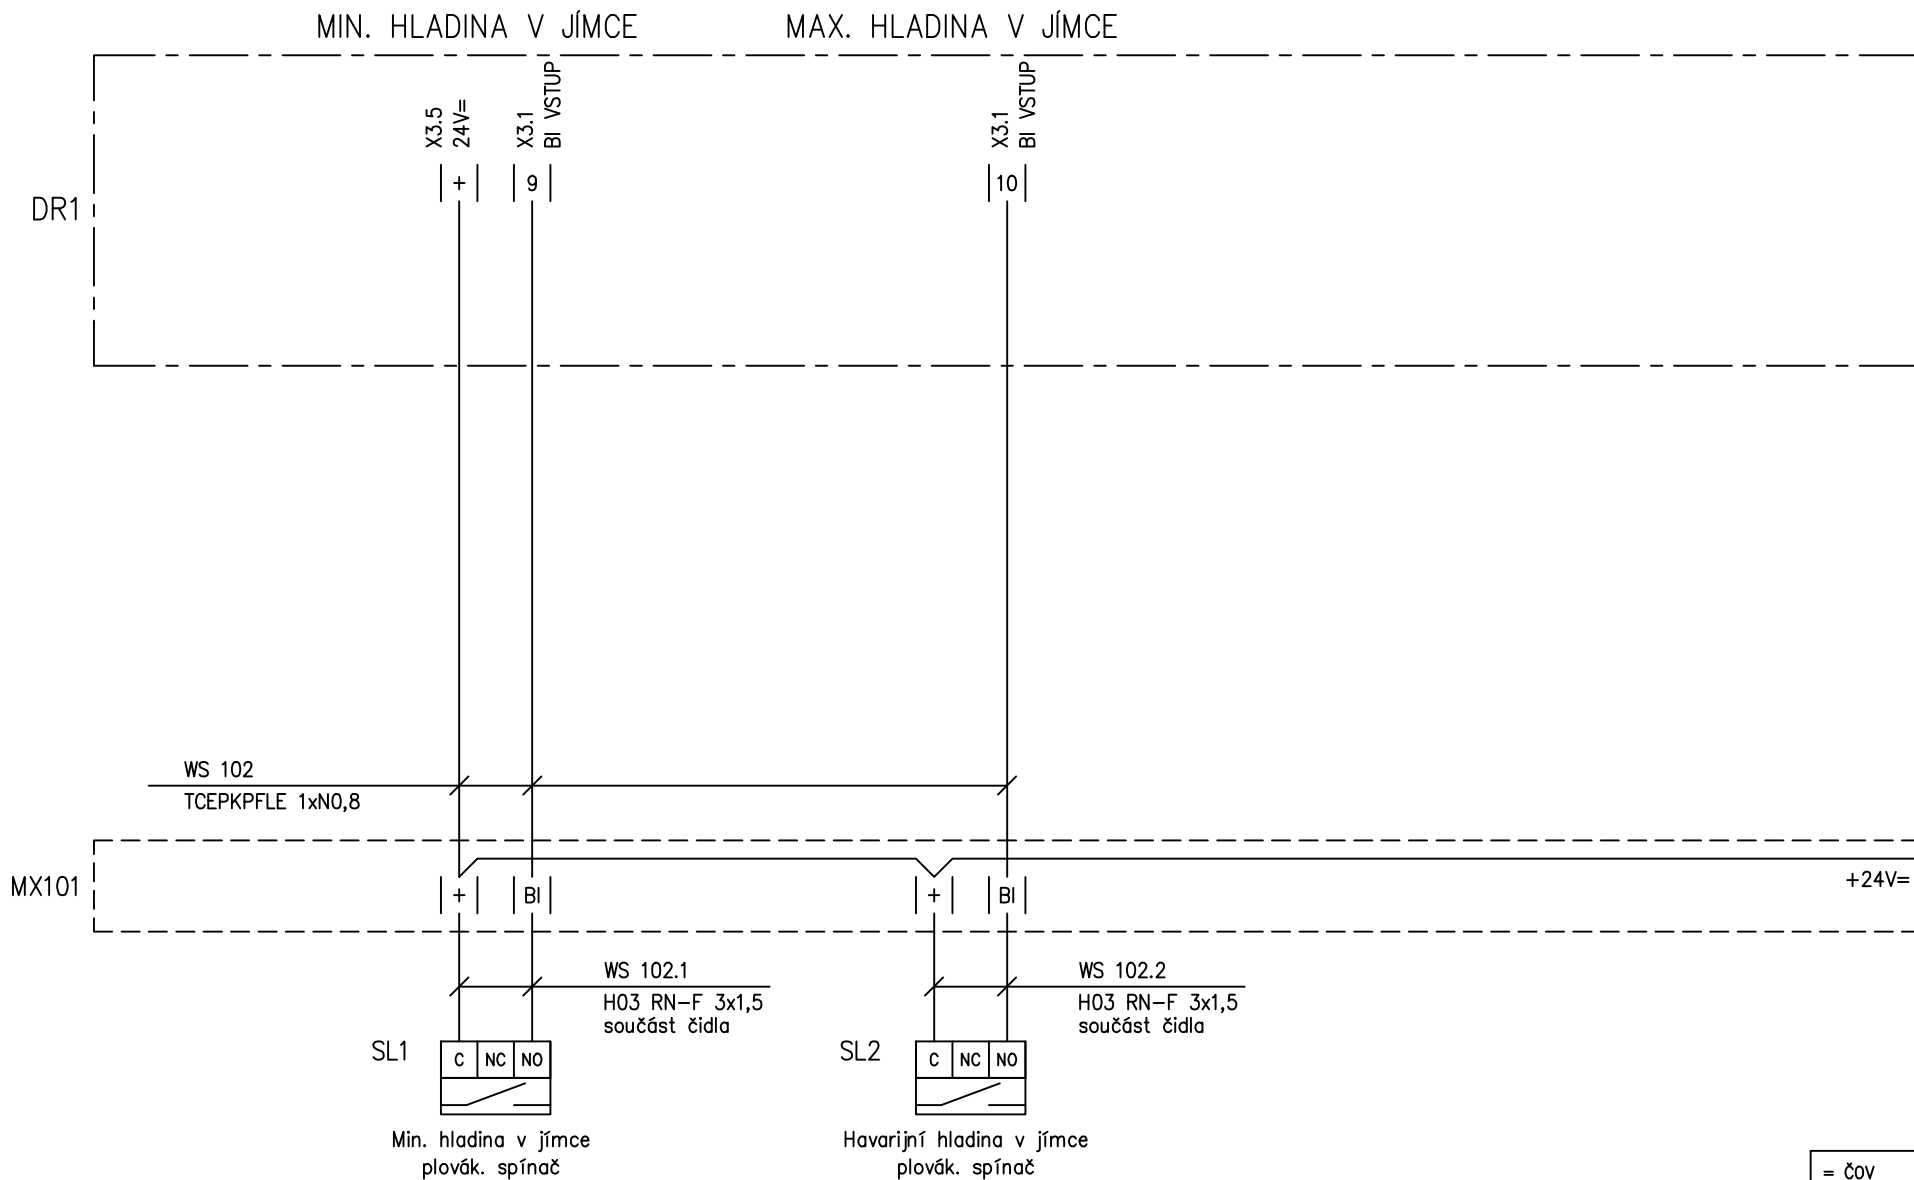 MIN. HLADINA V JÍMCE
MAX. HLADINA V JÍMCE
X3.5
24V=
X3.1
BI VSTUP
X3.1
BI VSTUP
+
9
10
DR1
WS 102
TCEPKPFLE 1xN0,8
MX101
+
BI
+
BI
+24V=
WS 102.1
H03 RN-F 3x1,5
součást čidla
WS 102.2
H03 RN-F 3x1,5
součást čidla
SL1
C NC NO
SL2
C NC NO
Min. hladina v jímce
plovák. spínač
Havarijní hladina v jímce
plovák. spínač
= ČOV